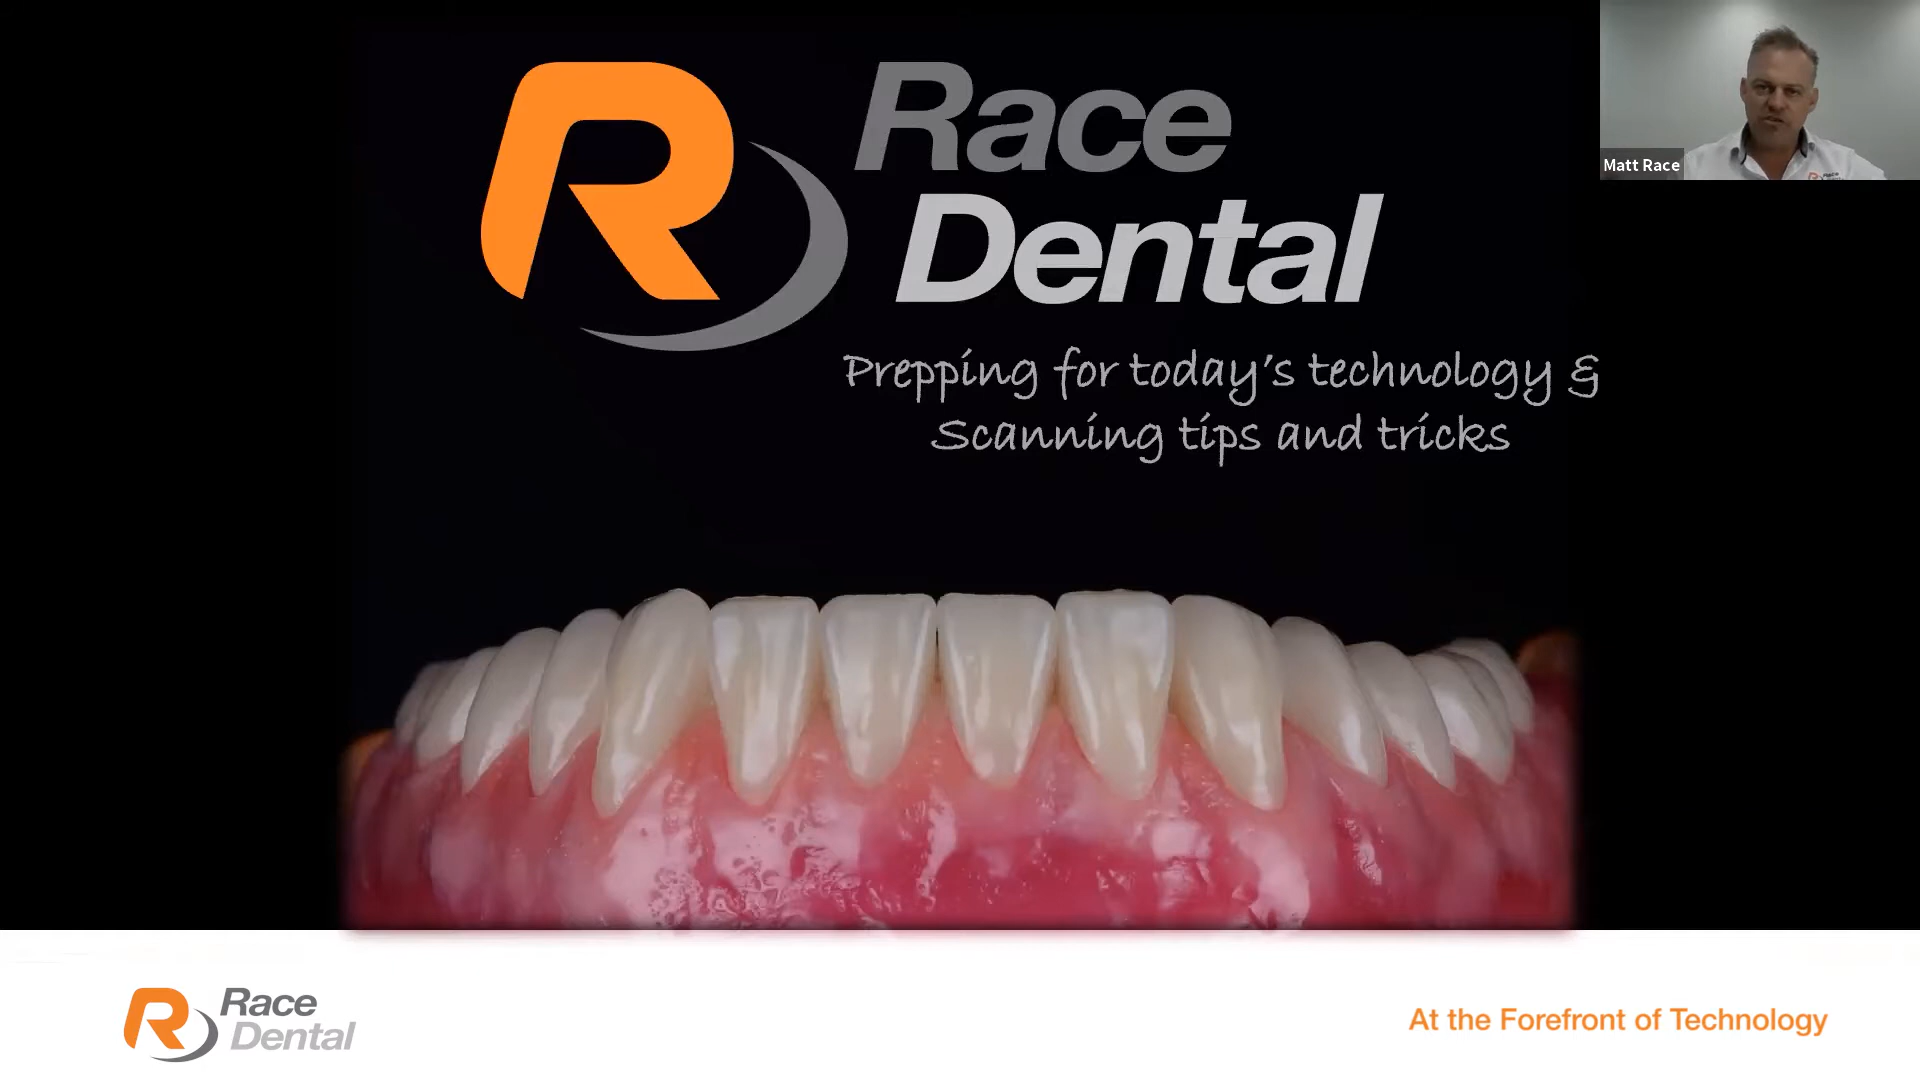 Race
Dental
Prepping for today's technology &
Scanning tips and tricks
Matt Race
Race
Dental
At the Forefront of Technology